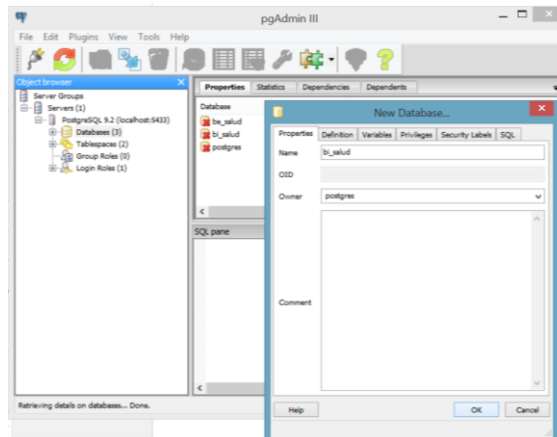 pgAdmin III
File Edit Plugins View Tools Help
Object browser
Server Groups
Servers (1)
PostgreSQL 9.2 (localhost:5433)
Databases (3)
Tablespaces (2)
Group Roles (0)
Login Roles (1)
Properties Statistics Dependencies Dependents
Database
be_salud
bi_salud
postgres
SQL pane
Retrieving details on databases... Done.
New Database...
Properties Definition Variables Privileges Security Labels SQL
Name bi_salud
OID
Owner postgres
Comment
Help OK Cancel